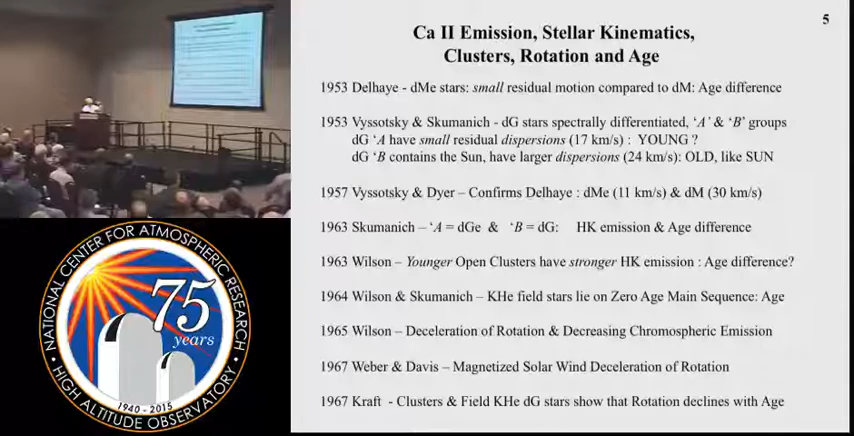 5
Ca II Emission, Stellar Kinematics,
Clusters, Rotation and Age
1953 Delhaye - dMe stars: small residual motion compared to dM: Age difference
1953 Vyssotsky & Skumanich - dG stars spectrally differentiated, ‘A’ & ‘B’ groups
dG ‘A have small residual dispersions (17 km/s) : YOUNG ?
dG ‘B contains the Sun, have larger dispersions (24 km/s): OLD, like SUN
1957 Vyssotsky & Dyer – Confirms Delhaye : dMe (11 km/s) & dM (30 km/s)
1963 Skumanich – ‘A = dGe & ‘B = dG: HK emission & Age difference
1963 Wilson – Younger Open Clusters have stronger HK emission : Age difference?
1964 Wilson & Skumanich – KHe field stars lie on Zero Age Main Sequence: Age
1965 Wilson – Deceleration of Rotation & Decreasing Chromospheric Emission
1967 Weber & Davis – Magnetized Solar Wind Deceleration of Rotation
1967 Kraft - Clusters & Field KHe dG stars show that Rotation declines with Age
NATIONAL CENTER FOR ATMOSPHERIC RESEARCH
75
years
1940 - 2015
HIGH ALTITUDE OBSERVATORY